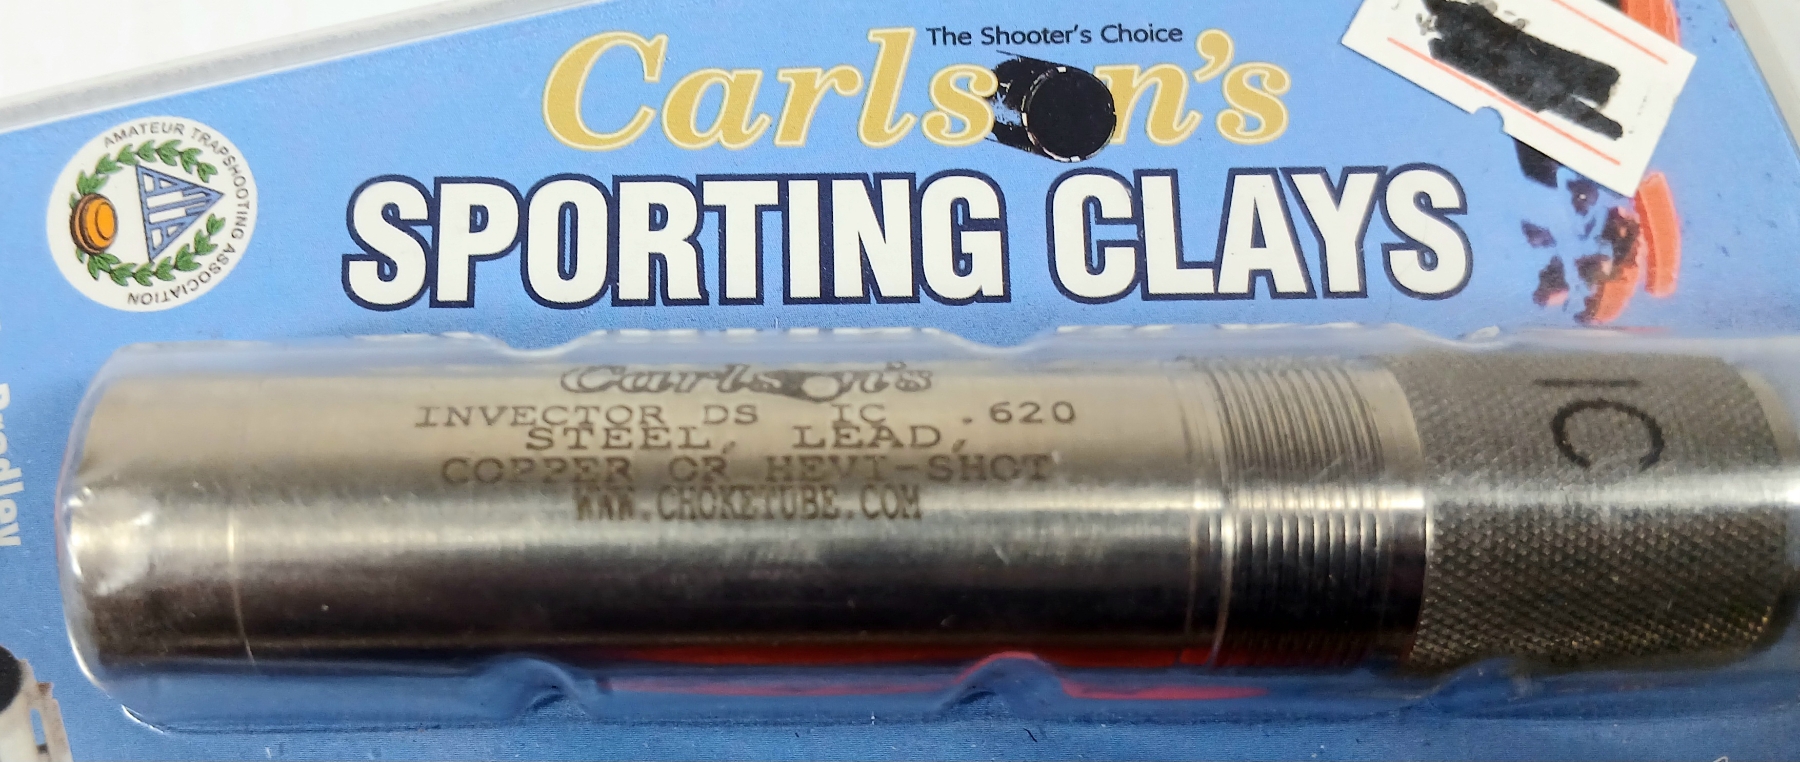 The Shooter's Choice
Carlson's
SPORTING CLAYS
AMATEUR TRAPSHOOTING ASSOCIATION
Carlson's
INVECTOR DS IC .620
STEEL, LEAD,
COPPER OR HEVI-SHOT
WWW.CHOKETUBE.COM
IC